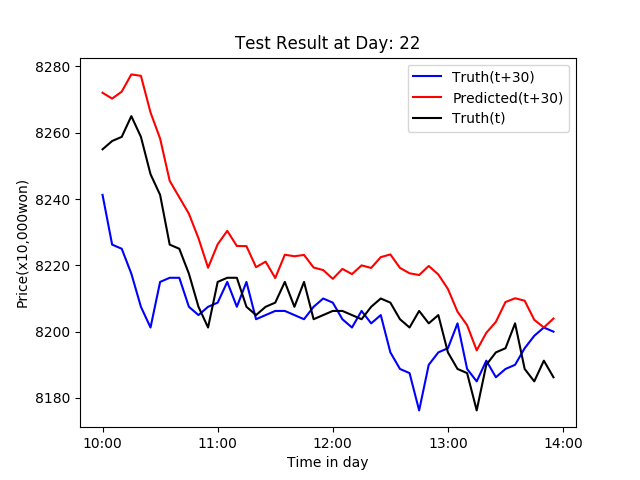 Test Result at Day: 22
Truth(t+30)
Predicted(t+30)
Truth(t)
Price(x10,000won)
8280
8260
8240
8220
8200
8180
10:00 11:00 12:00 13:00 14:00
Time in day